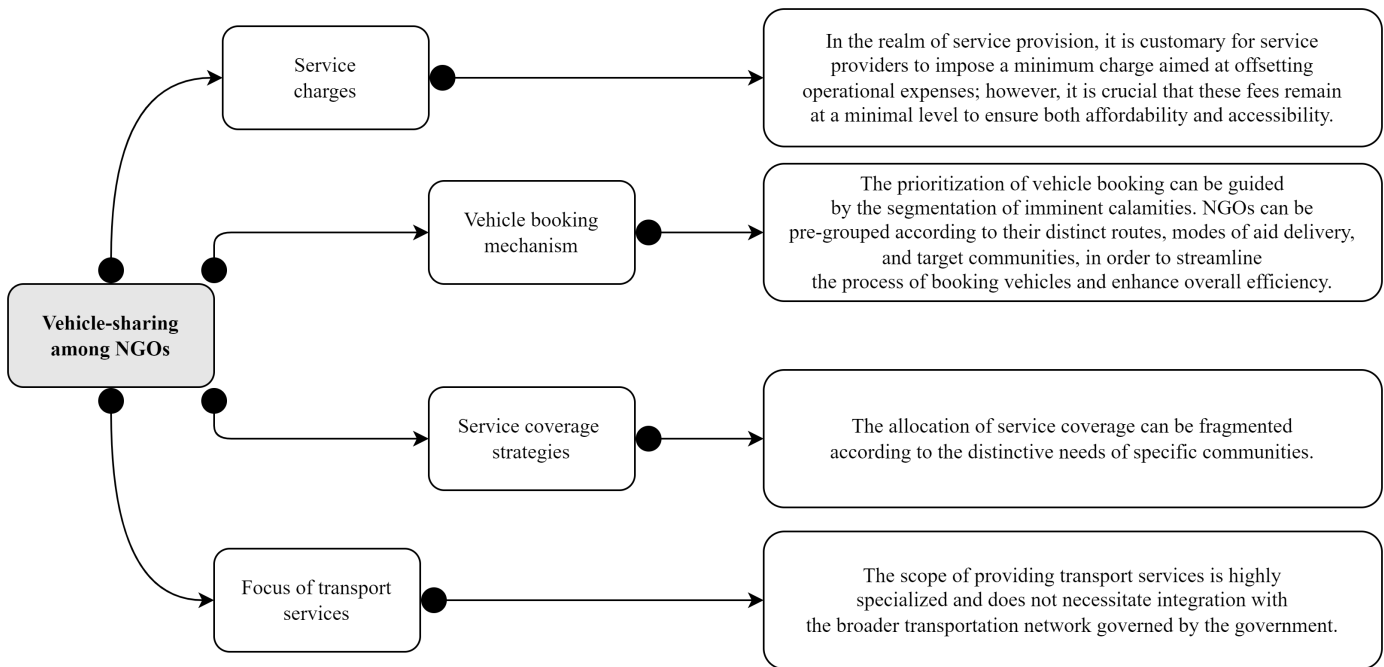 Service
charges
In the realm of service provision, it is customary for service
providers to impose a minimum charge aimed at offsetting
operational expenses; however, it is crucial that these fees remain
at a minimal level to ensure both affordability and accessibility.
Vehicle booking
mechanism
The prioritization of vehicle booking can be guided
by the segmentation of imminent calamities. NGOs can be
pre-grouped according to their distinct routes, modes of aid delivery,
and target communities, in order to streamline
the process of booking vehicles and enhance overall efficiency.
Vehicle-sharing
among NGOs
Service coverage
strategies
The allocation of service coverage can be fragmented
according to the distinctive needs of specific communities.
Focus of transport
services
The scope of providing transport services is highly
specialized and does not necessitate integration with
the broader transportation network governed by the government.